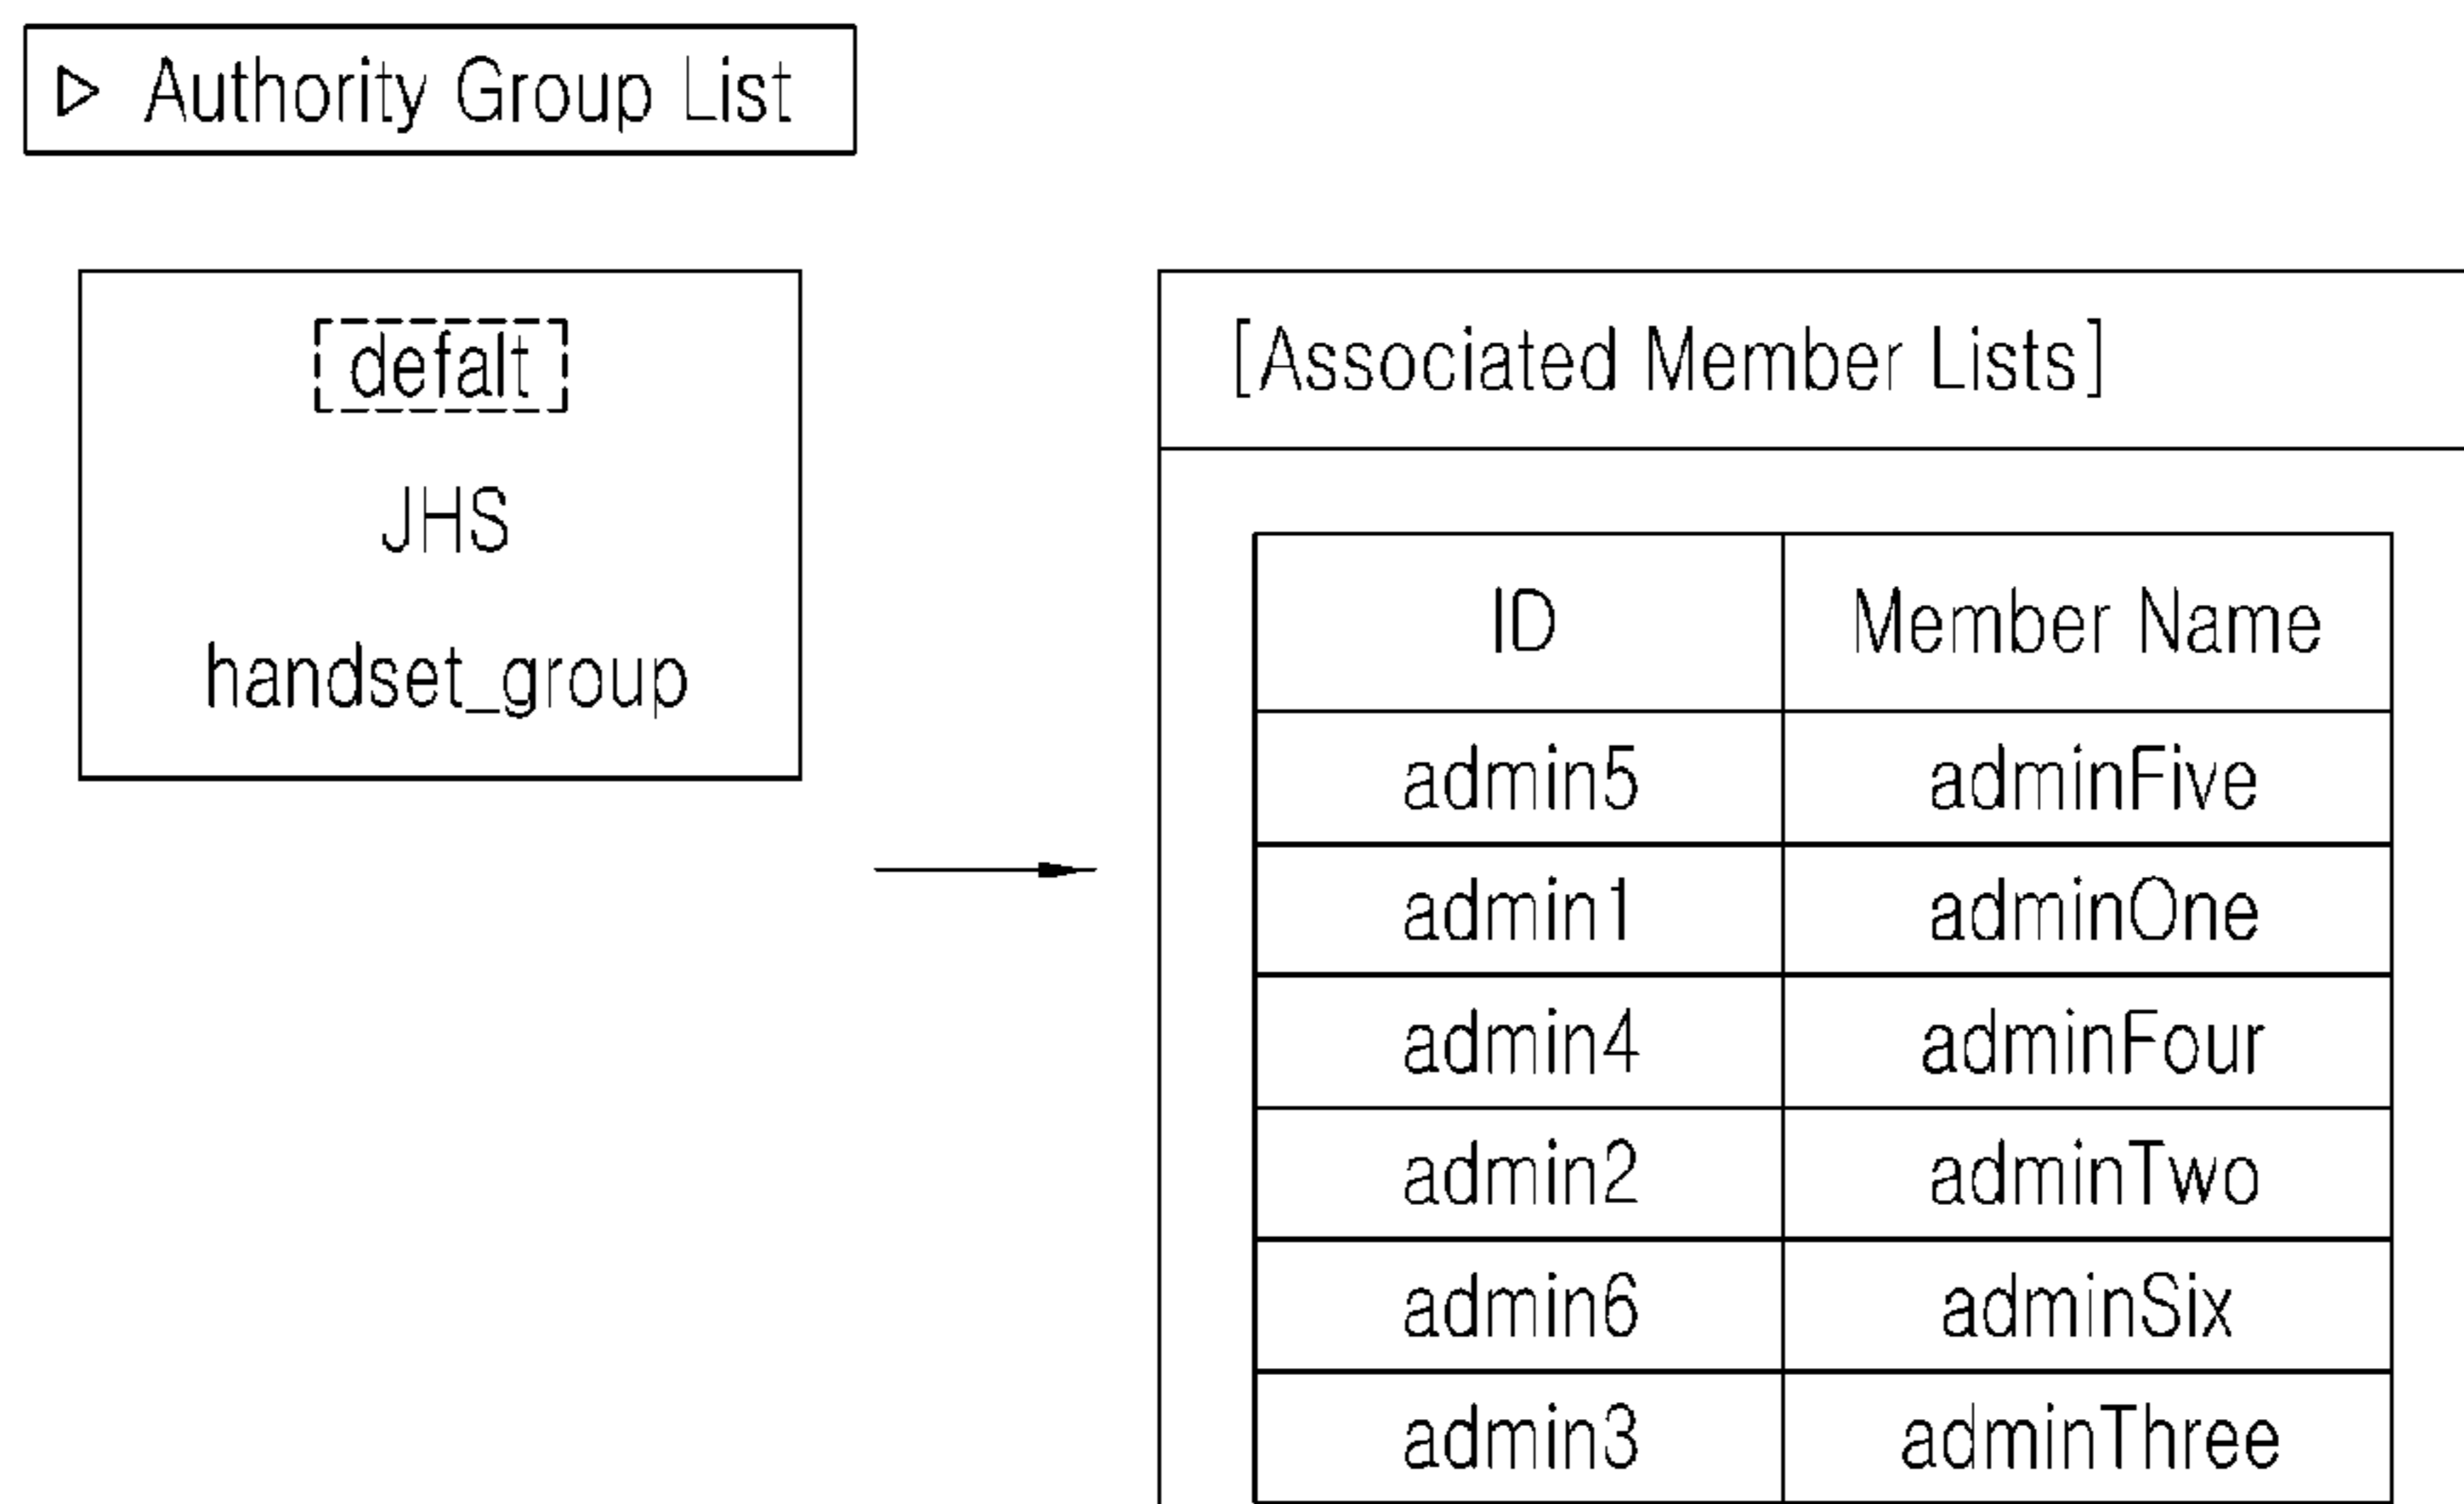 ▷ Authority Group List
defalt
JHS
handset_group
[Associated Member Lists]
ID Member Name
admin5 adminFive
admin1 adminOne
admin4 adminFour
admin2 adminTwo
admin6 adminSix
admin3 adminThree